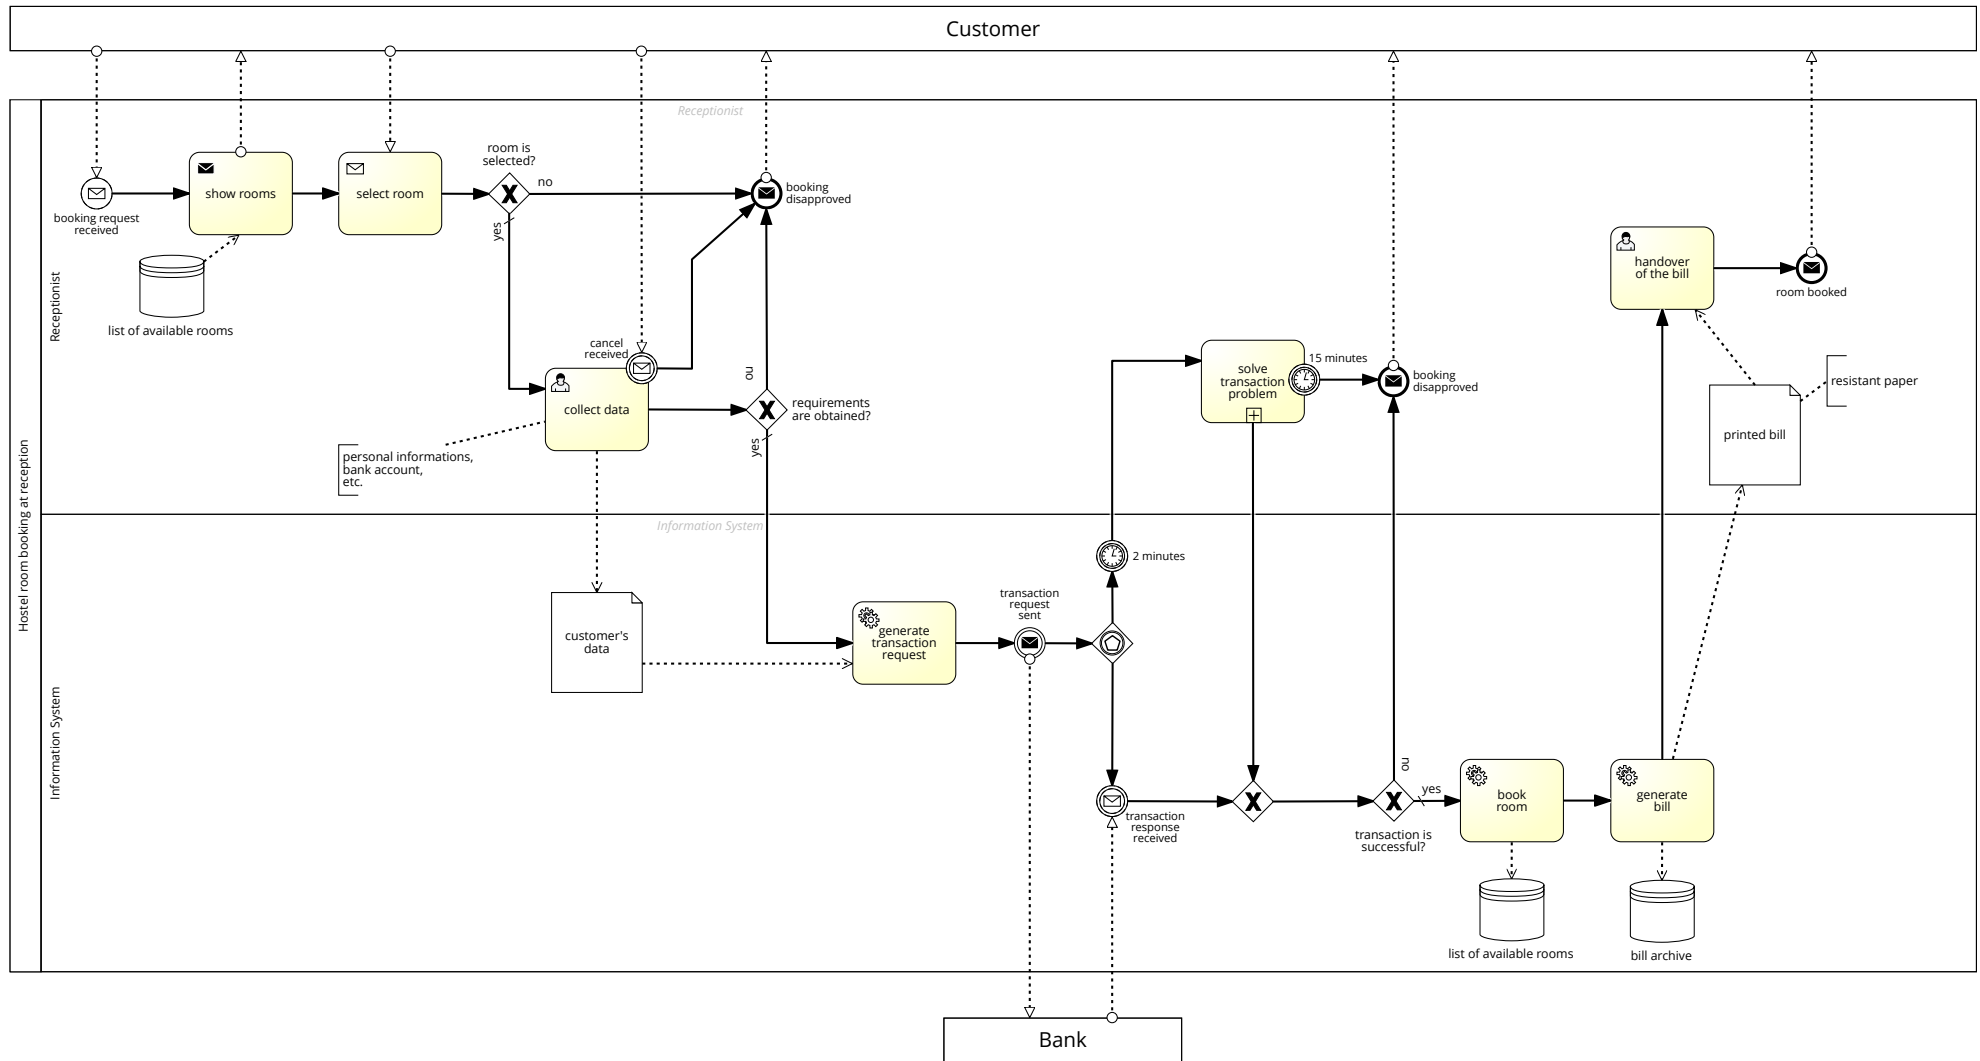 Customer
Receptionist
room is
selected?
no
show rooms
select room
booking
disapproved
booking request
received
yes
handover
of the bill
Receptionist
room booked
list of available rooms
cancel
received
15 minutes
solve
transaction
problem
no
booking
disapproved
resistant paper
collect data
requirements
are obtained?
printed bill
yes
personal informations,
bank account,
etc.
Hostel room booking at reception
Information System
2 minutes
transaction
request
sent
customer's
data
generate
transaction
request
Information System
no
yes
book
room
generate
bill
transaction
response
received
transaction is
successful?
list of available rooms
bill archive
Bank